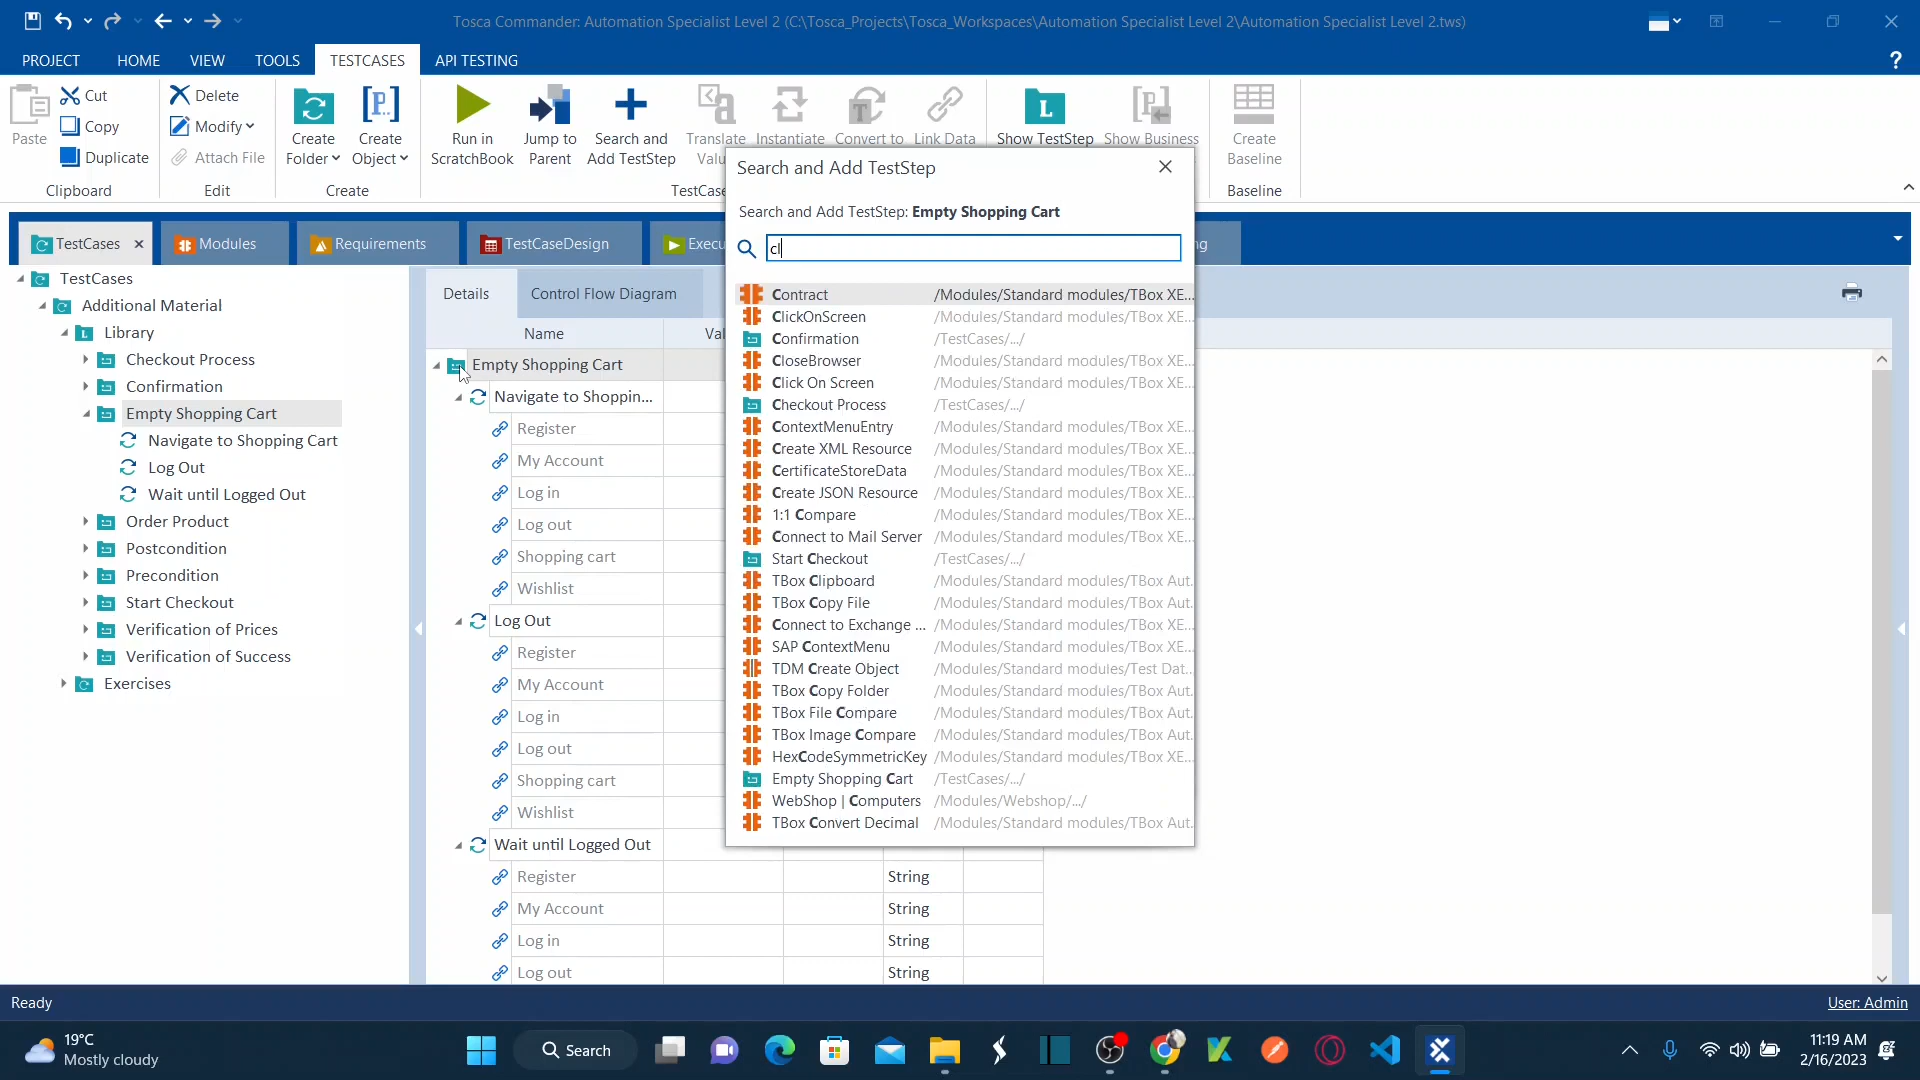 Tosca Commander: Automation Specialist Level 2 (C:\Tosca_Projects\Tosca_Workspaces\Automation Specialist Level 2\Automation Specialist Level 2.tws)
PROJECT HOME VIEW TOOLS TESTCASES API TESTING ?
Paste Cut Copy Duplicate Clipboard
Delete Modify Attach File Edit
Create Folder Create Object Create
Run in ScratchBook Jump to Parent Search and Add TestStep Translate Valu Instantiate Convert to Link Data TestCase
Show TestStep Show Business
Create Baseline Baseline
TestCases Modules Requirements TestCaseDesign Execu ng
TestCases
Additional Material
Library
Checkout Process
Confirmation
Empty Shopping Cart
Navigate to Shopping Cart
Log Out
Wait until Logged Out
Order Product
Postcondition
Precondition
Start Checkout
Verification of Prices
Verification of Success
Exercises
Details Control Flow Diagram
Name Val
Empty Shopping Cart
Navigate to Shoppin...
Register
My Account
Log in
Log out
Shopping cart
Wishlist
Log Out
Register
My Account
Log in
Log out
Shopping cart
Wishlist
Wait until Logged Out
Register String
My Account String
Log in String
Log out String
Search and Add TestStep
Search and Add TestStep: Empty Shopping Cart
cl
Contract /Modules/Standard modules/TBox XE...
ClickOnScreen /Modules/Standard modules/TBox XE...
Confirmation /TestCases/.../
CloseBrowser /Modules/Standard modules/TBox XE...
Click On Screen /Modules/Standard modules/TBox XE...
Checkout Process /TestCases/.../
ContextMenuEntry /Modules/Standard modules/TBox XE...
Create XML Resource /Modules/Standard modules/TBox XE...
CertificateStoreData /Modules/Standard modules/TBox XE...
Create JSON Resource /Modules/Standard modules/TBox XE...
1:1 Compare /Modules/Standard modules/TBox XE...
Connect to Mail Server /Modules/Standard modules/TBox XE...
Start Checkout /TestCases/.../
TBox Clipboard /Modules/Standard modules/TBox Aut.
TBox Copy File /Modules/Standard modules/TBox Aut.
Connect to Exchange ... /Modules/Standard modules/TBox XE...
SAP ContextMenu /Modules/Standard modules/TBox XE...
TDM Create Object /Modules/Standard modules/Test Dat..
TBox Copy Folder /Modules/Standard modules/TBox Aut.
TBox File Compare /Modules/Standard modules/TBox Aut.
TBox Image Compare /Modules/Standard modules/TBox Aut.
HexCodeSymmetricKey /Modules/Standard modules/TBox XE...
Empty Shopping Cart /TestCases/.../
WebShop | Computers /Modules/Webshop/.../
TBox Convert Decimal /Modules/Standard modules/TBox Aut.
Ready User: Admin
19°C
Mostly cloudy
Search
11:19 AM
2/16/2023